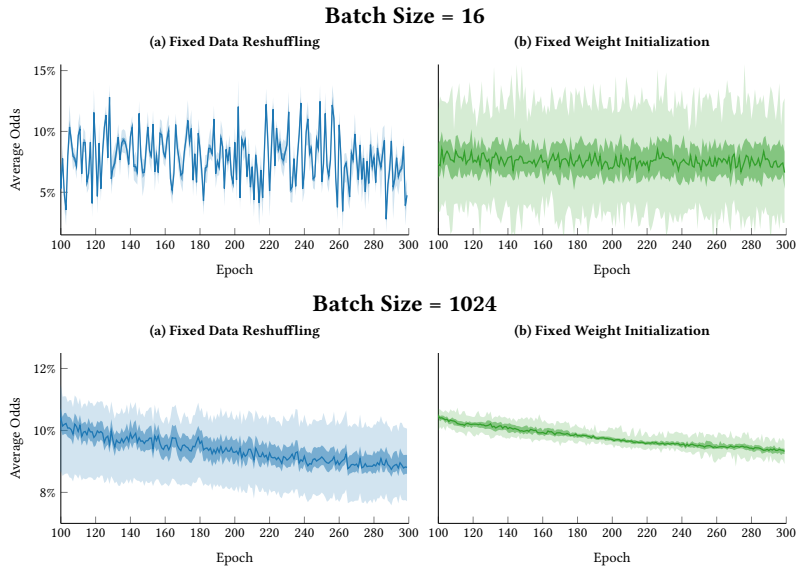 Batch Size = 16
(a) Fixed Data Reshuffling
(b) Fixed Weight Initialization
15%
10%
5%
Average Odds
100 120 140 160 180 200 220 240 260 280 300
100 120 140 160 180 200 220 240 260 280 300
Epoch
Epoch
Batch Size = 1024
(a) Fixed Data Reshuffling
(b) Fixed Weight Initialization
12%
10%
8%
Average Odds
100 120 140 160 180 200 220 240 260 280 300
100 120 140 160 180 200 220 240 260 280 300
Epoch
Epoch